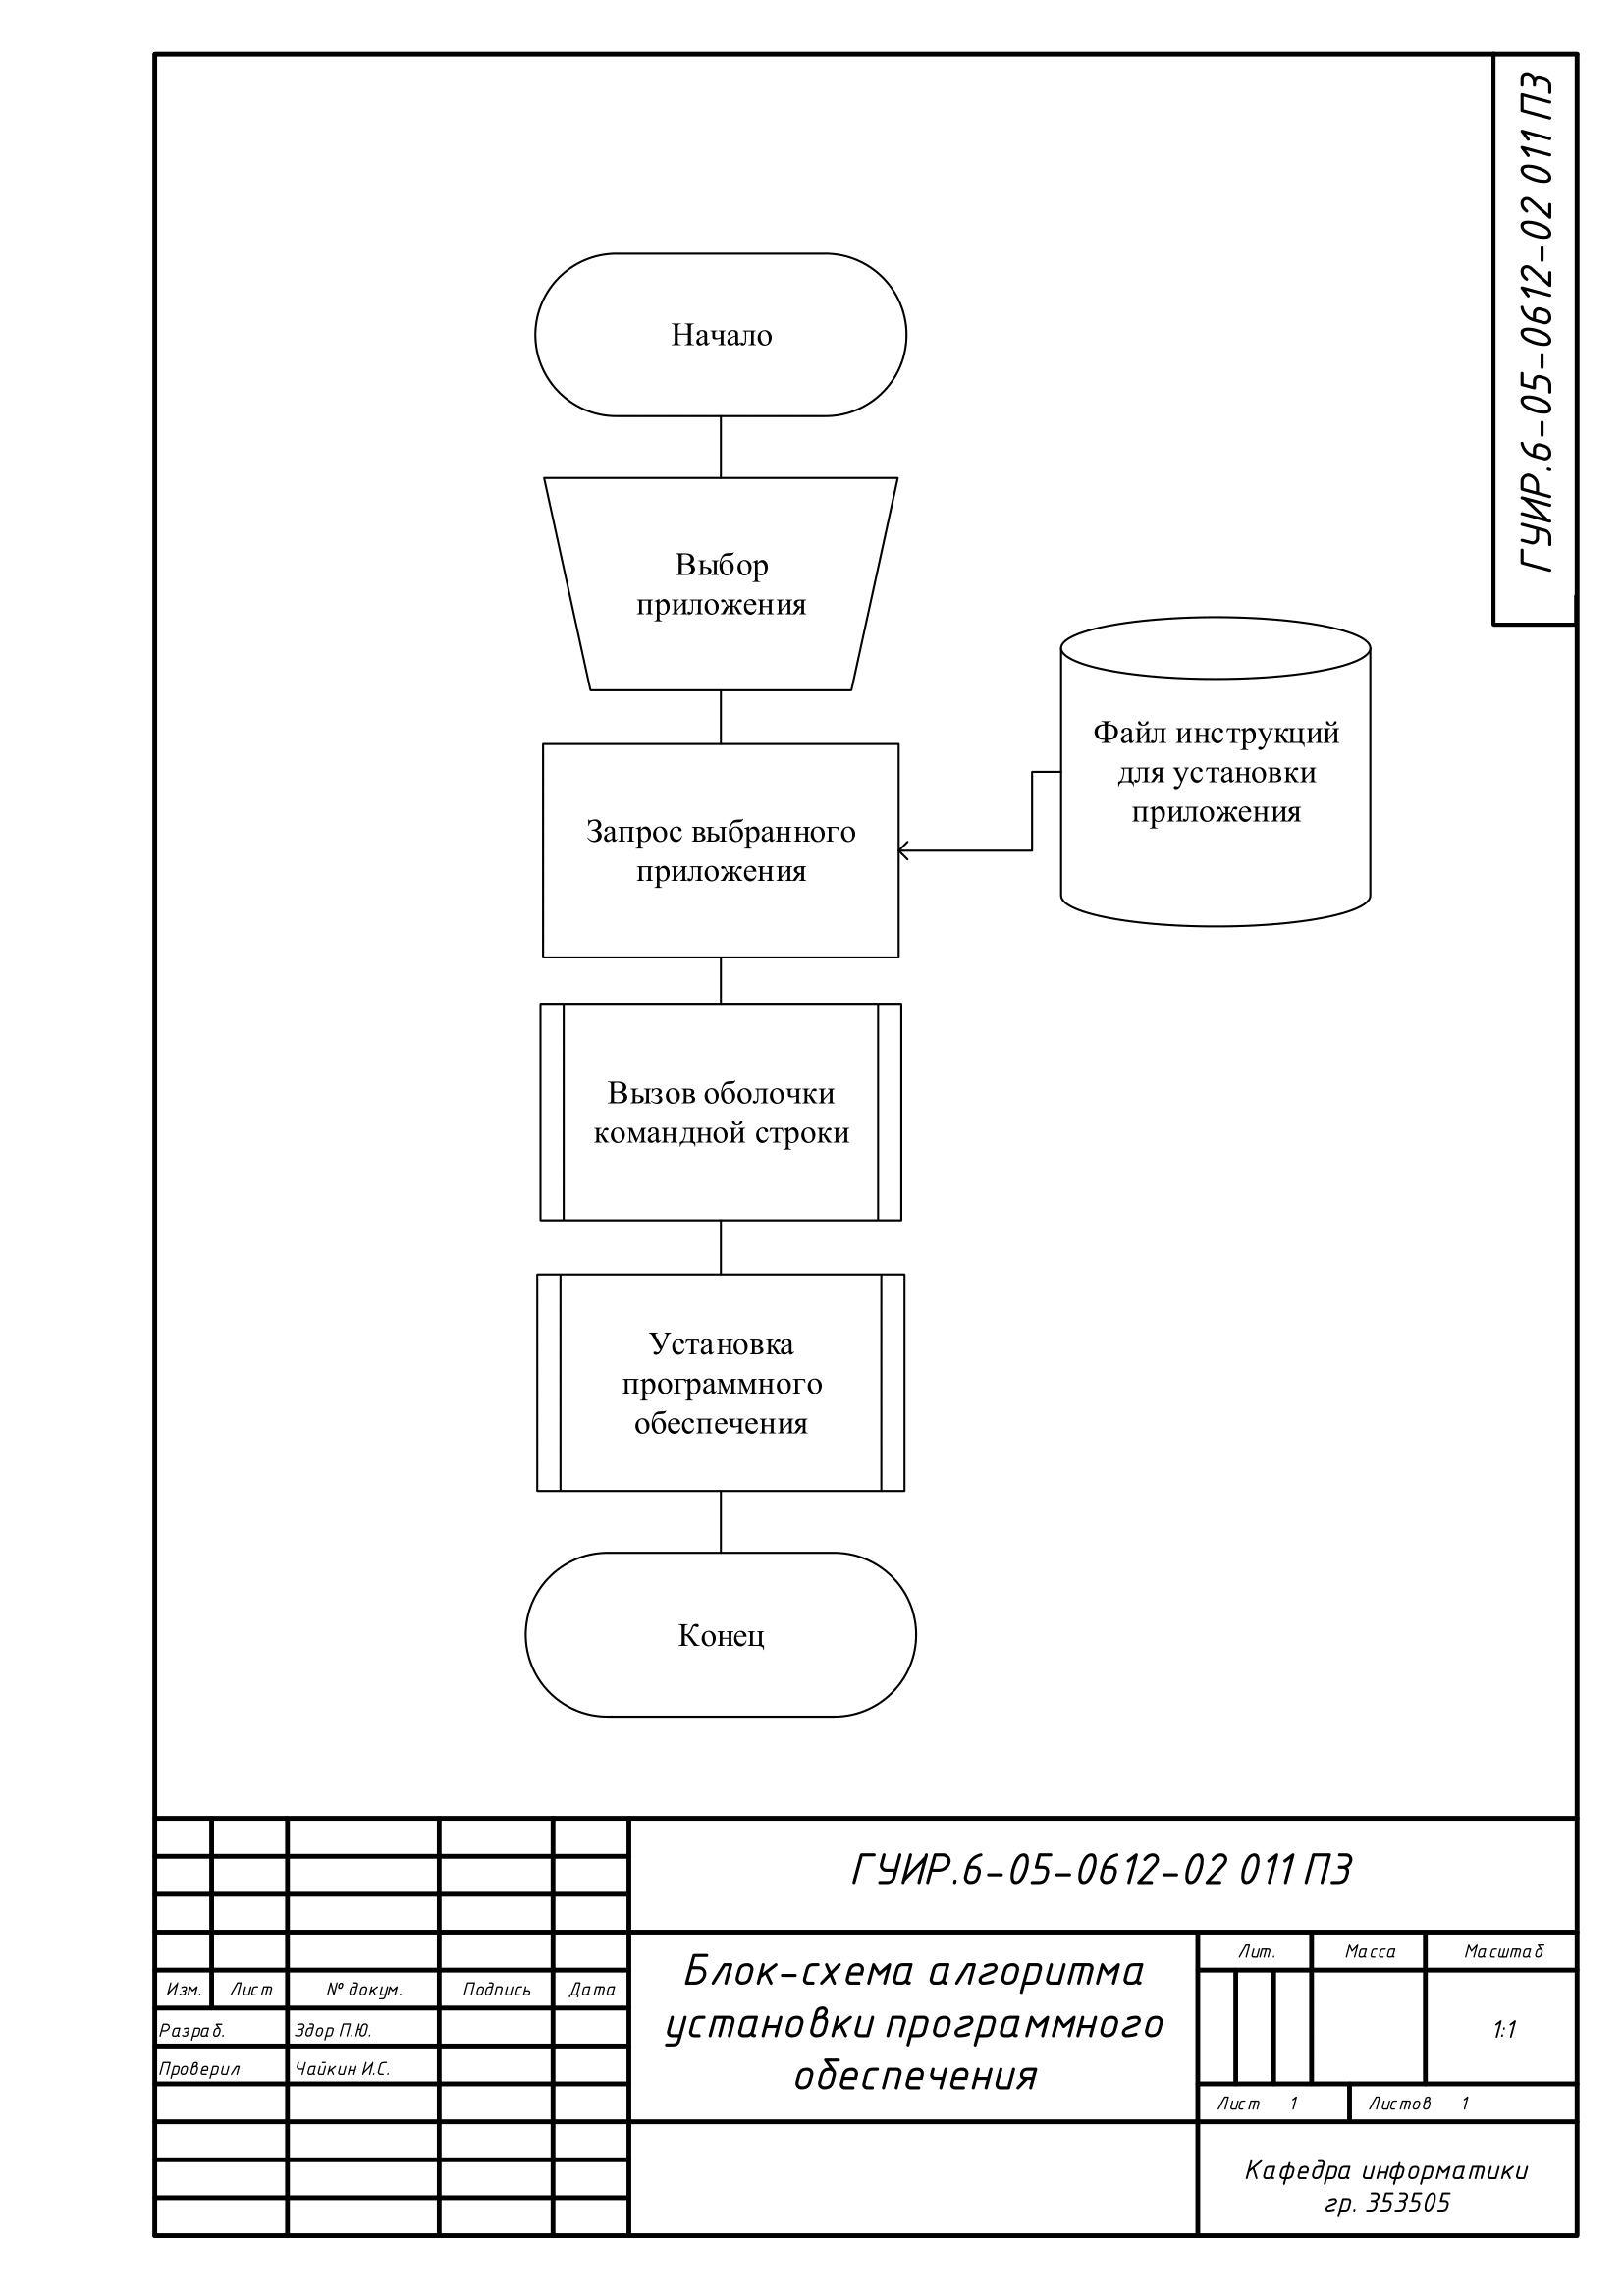 ГУИР.6-05-0612-02 011 ПЗ
Начало
Выбор
приложения
Файл инструкций
для установки
приложения
Запрос выбранного
приложения
Вызов оболочки
командной строки
Установка
программного
обеспечения
Конец
ГУИР.6-05-0612-02 011 ПЗ
Изм. Лист № докум. Подпись Дата
Разраб. Здор П.Ю.
Проверил Чайкин И.С.
Блок-схема алгоритма
установки программного
обеспечения
Лит. Масса Масштаб
1:1
Лист 1 Листов 1
Кафедра информатики
гр. 353505